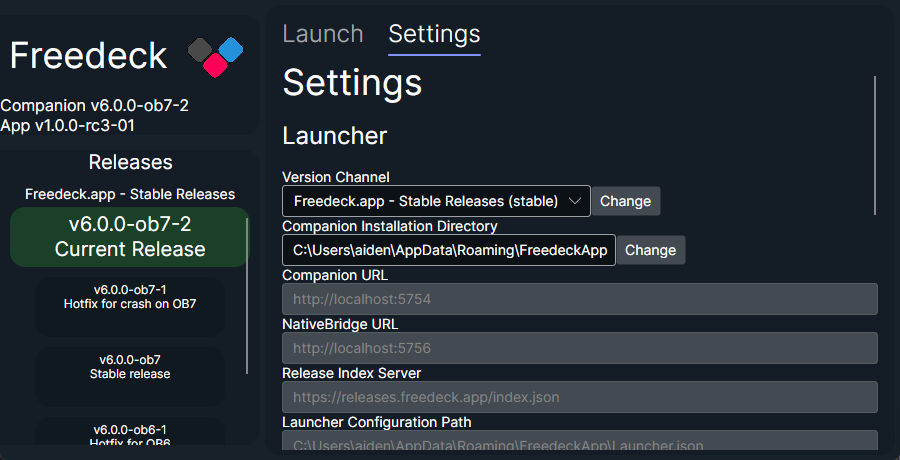 Freedeck
Companion v6.0.0-ob7-2
App v1.0.0-rc3-01
Releases
Freedeck.app - Stable Releases
v6.0.0-ob7-2
Current Release
v6.0.0-ob7-1
Hotfix for crash on OB7
v6.0.0-ob7
Stable release
v6.0.0-ob6-1
Hotfix for OB6
Launch Settings
Settings
Launcher
Version Channel
Freedeck.app - Stable Releases (stable) Change
Companion Installation Directory
C:\Users\aiden\AppData\Roaming\FreedeckApp Change
Companion URL
http://localhost:5754
NativeBridge URL
http://localhost:5756
Release Index Server
https://releases.freedeck.app/index.json
Launcher Configuration Path
C:\Users\aiden\AppData\Roaming\FreedeckApp\Launcher.json